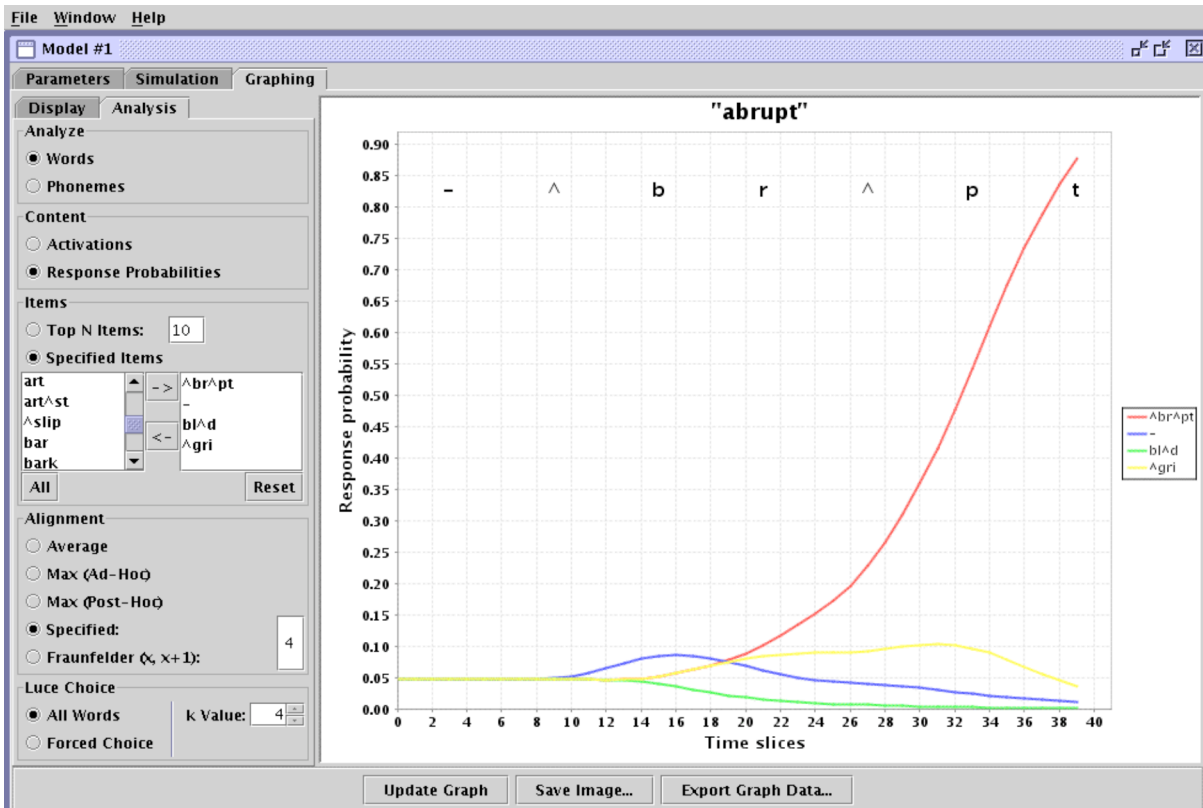 File Window Help
Model #1
Parameters Simulation Graphing
Display Analysis
Analyze
Words
Phonemes
Content
Activations
Response Probabilities
Items
Top N Items: 10
Specified Items
art
art^st
^slip
bar
bark
->
<-
^br^pt
-
bl^d
^gri
All Reset
Alignment
Average
Max (Ad-Hoc)
Max (Post-Hoc)
Specified:
Fraunfelder (x, x+1):
4
Luce Choice
All Words
Forced Choice
k Value: 4
"abrupt"
- ^ b r ^ p t
Response probability
0.90
0.85
0.80
0.75
0.70
0.65
0.60
0.55
0.50
0.45
0.40
0.35
0.30
0.25
0.20
0.15
0.10
0.05
0.00
0 2 4 6 8 10 12 14 16 18 20 22 24 26 28 30 32 34 36 38 40
Time slices
^br^pt
-
bl^d
^gri
Update Graph Save Image... Export Graph Data...